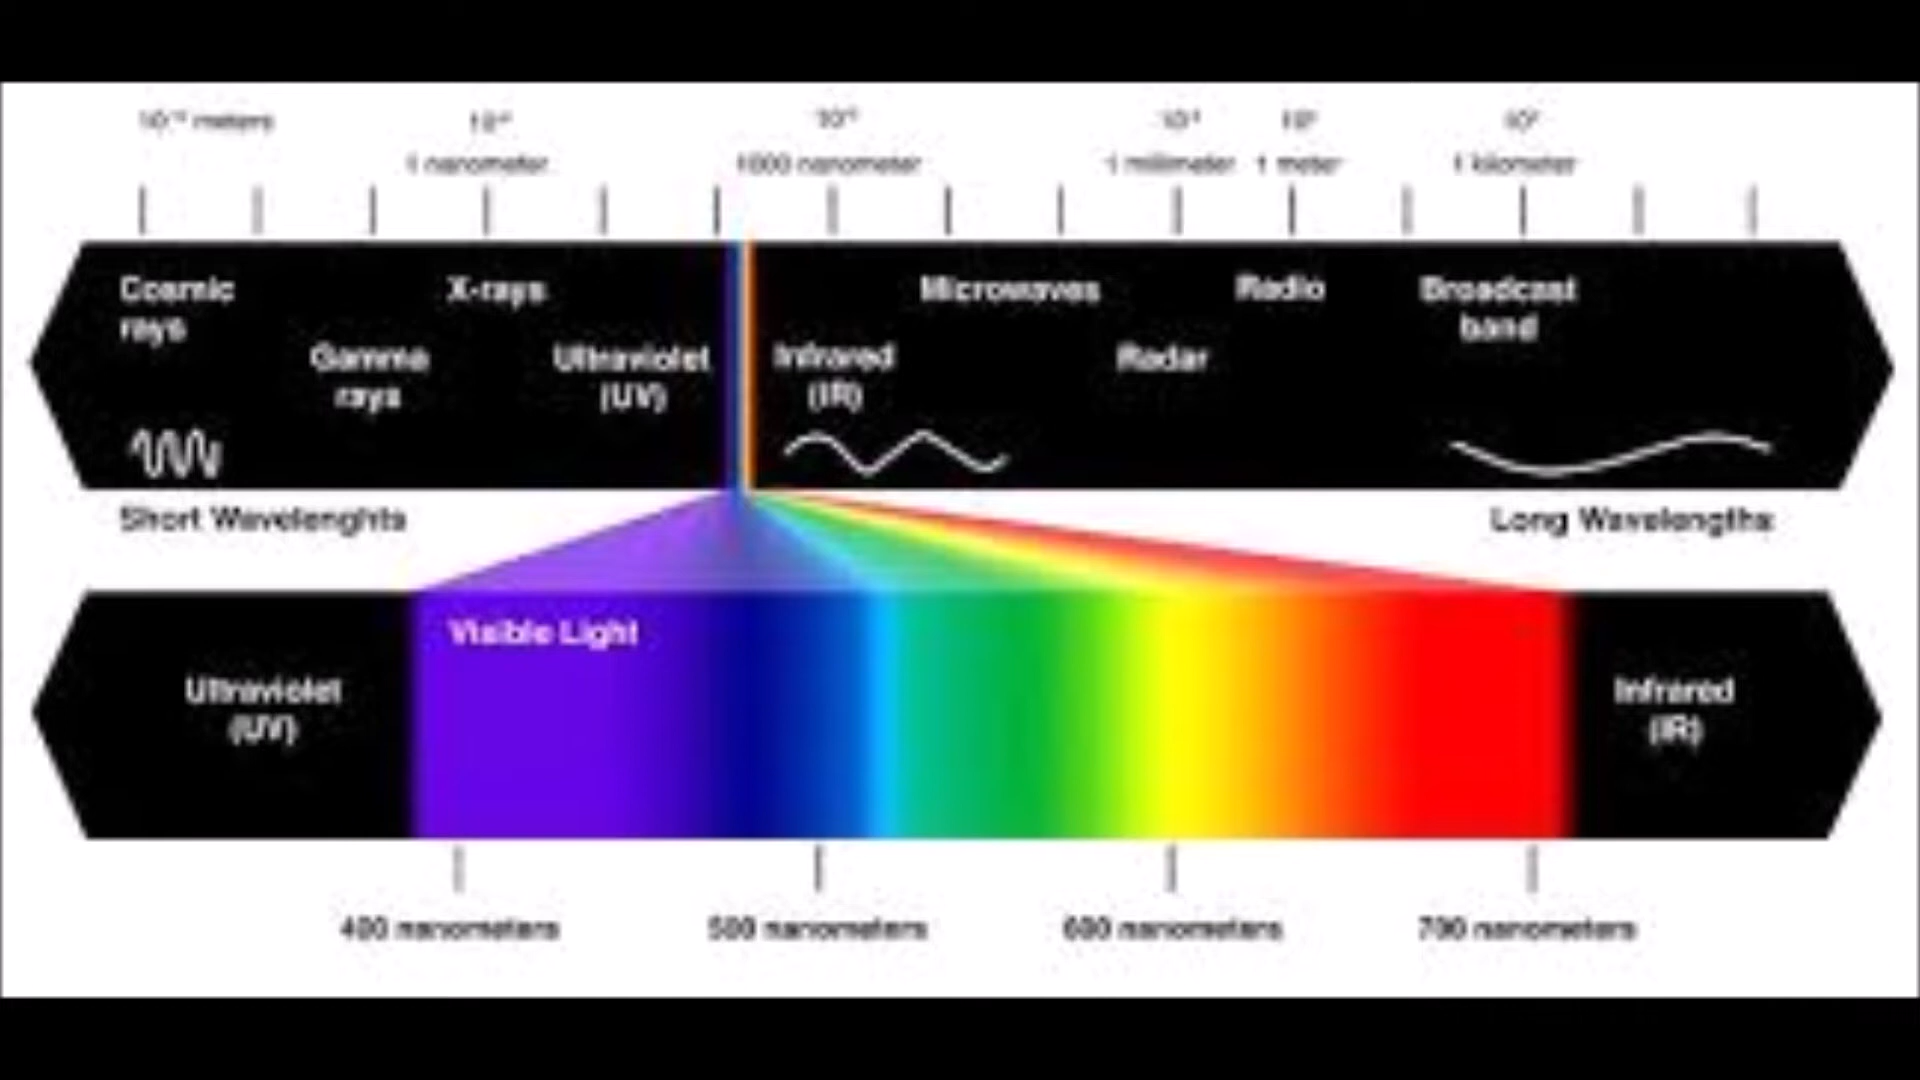 meters
1 nanometer 1000 nanometer 1 millimeter 1 meter 1 kilometer
Cosmic
rays
X-rays
Microwaves
Radio
Broadcast
band
Gamma
rays
Ultraviolet
(UV)
Infrared
(IR)
Radar
Short Wavelenghts
Long Wavelengths
Visible Light
Ultraviolet
(UV)
Infrared
(IR)
400 nanometers 500 nanometers 600 nanometers 700 nanometers